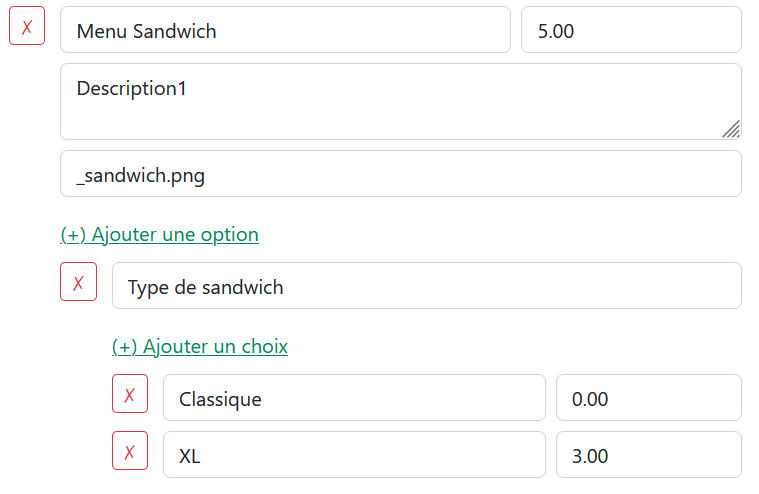 X Menu Sandwich 5.00
Description1
_sandwich.png
(+) Ajouter une option
X Type de sandwich
(+) Ajouter un choix
X Classique 0.00
X XL 3.00